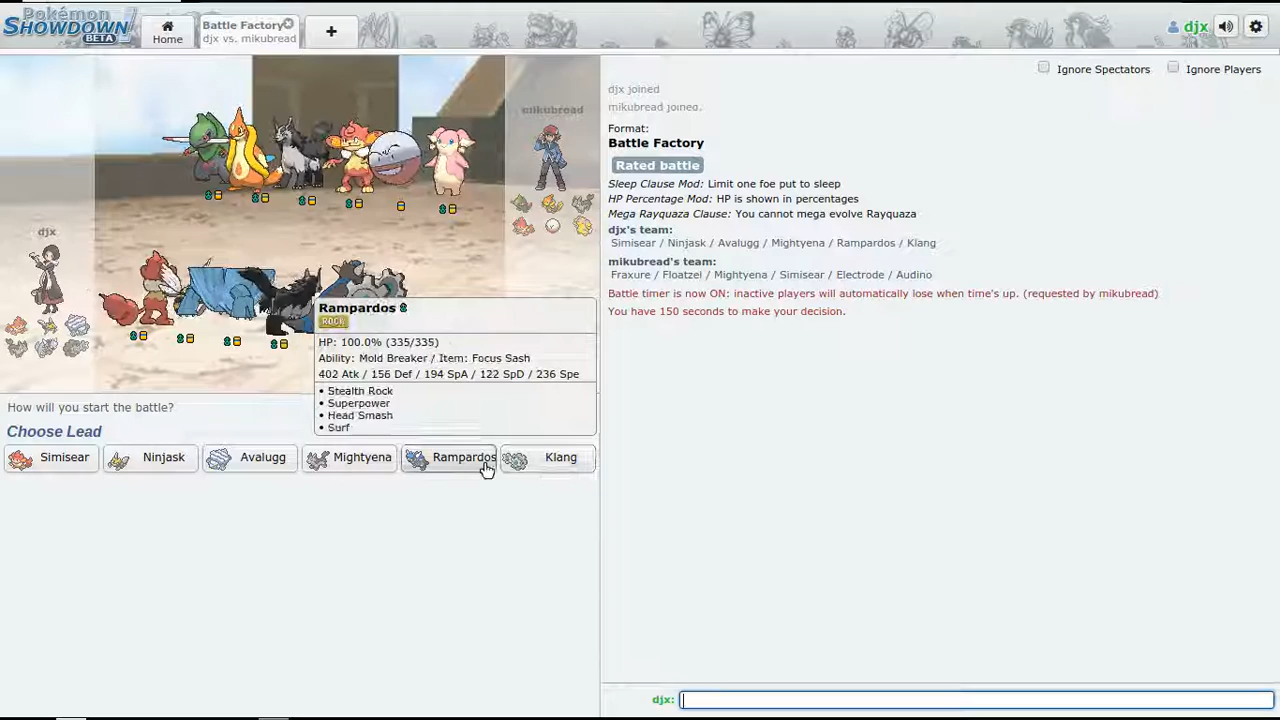 Pokémon
SHOWDOWN
BETA
Home
Battle Factory
djx vs. mikubread
+
djx
Ignore Spectators
Ignore Players
djx joined
mikubread joined.
Format:
Battle Factory
Rated battle
Sleep Clause Mod: Limit one foe put to sleep
HP Percentage Mod: HP is shown in percentages
Mega Rayquaza Clause: You cannot mega evolve Rayquaza
djx's team:
Simisear / Ninjask / Avalugg / Mightyena / Rampardos / Klang
mikubread's team:
Fraxure / Floatzel / Mightyena / Simisear / Electrode / Audino
Battle timer is now ON: inactive players will automatically lose when time's up. (requested by mikubread)
You have 150 seconds to make your decision.
mikubread
djx
Rampardos
ROCK
HP: 100.0% (335/335)
Ability: Mold Breaker / Item: Focus Sash
402 Atk / 156 Def / 194 SpA / 122 SpD / 236 Spe
• Stealth Rock
• Superpower
• Head Smash
• Surf
How will you start the battle?
Choose Lead
Simisear
Ninjask
Avalugg
Mightyena
Rampardos
Klang
djx: